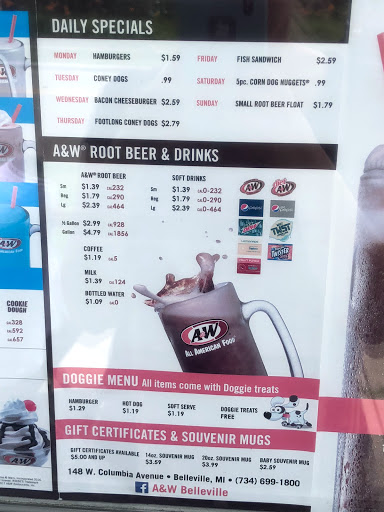 DAILY SPECIALS
MONDAY HAMBURGERS $1.59
TUESDAY CONEY DOGS .99
WEDNESDAY BACON CHEESEBURGER $2.59
THURSDAY FOOTLONG CONEY DOGS $2.79
FRIDAY FISH SANDWICH $2.59
SATURDAY 5pc. CORN DOG NUGGETS® .99
SUNDAY SMALL ROOT BEER FLOAT $1.79
A&W® ROOT BEER & DRINKS
A&W® ROOT BEER
Sm $1.39 CAL 232
Reg $1.79 CAL 290
Lg $2.39 CAL 464
½ Gallon $2.99 CAL 928
Gallon $4.79 CAL 1856
COFFEE
$1.19 CAL 5
MILK
$1.39 CAL 124
BOTTLED WATER
$1.09 CAL 0
SOFT DRINKS
Sm $1.39 CAL 0-232
Reg $1.79 CAL 0-290
Lg $2.39 CAL 0-464
A&W
pepsi
TWIST
A&W
ALL AMERICAN FOOD
COOKIE
DOUGH
CAL 328
CAL 592
CAL 657
A&W
DOGGIE MENU All items come with Doggie treats
HAMBURGER
$1.29
HOT DOG
$1.19
SOFT SERVE
$1.19
DOGGIE TREATS
FREE
GIFT CERTIFICATES & SOUVENIR MUGS
GIFT CERTIFICATES AVAILABLE
$5.00 AND UP
14oz. SOUVENIR MUG
$3.59
20oz. SOUVENIR MUG
$3.99
BABY SOUVENIR MUG
$2.59
148 W. Columbia Avenue • Belleville, MI • (734) 699-1800
f A&W Belleville